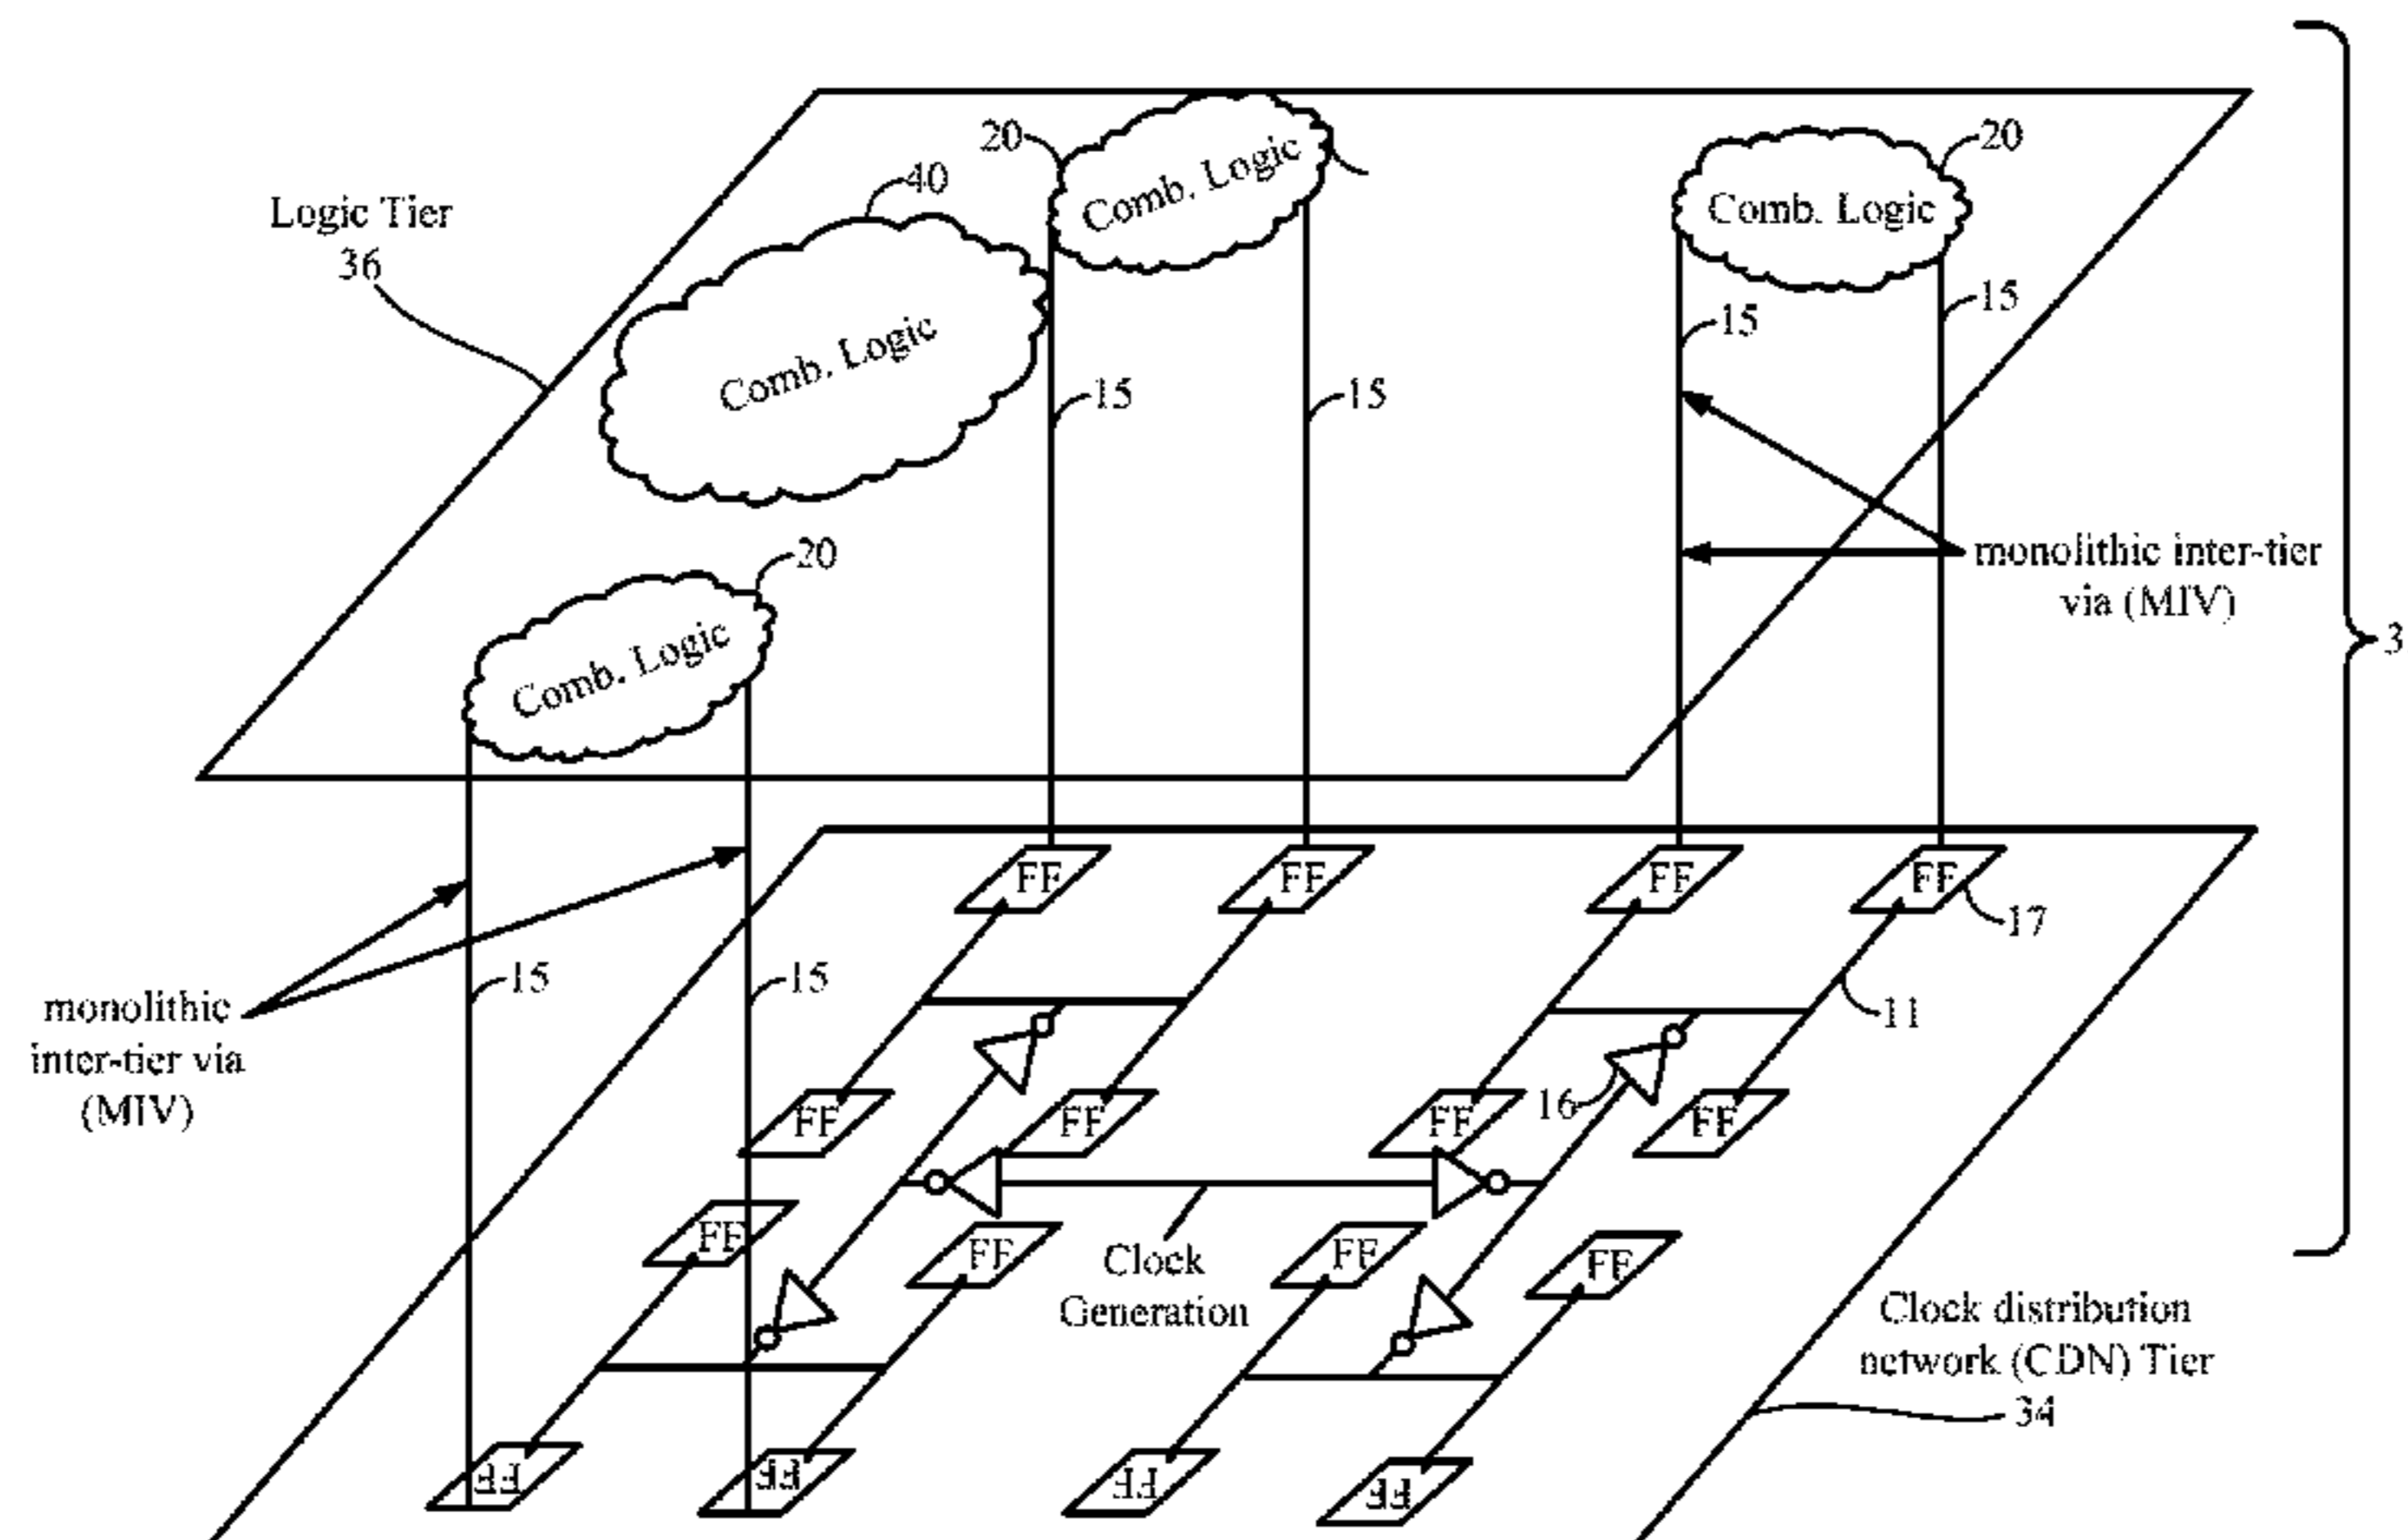 20
Comb. Logic
20
Comb. Logic
40
Logic Tier
36
Comb. Logic
15
15
15
15
monolithic inter-tier
via (MIV)
3
20
Comb. Logic
FF
FF
FF
FF
17
15
15
monolithic
inter-tier via
(MIV)
11
16
FF
FF
FF
FF
FF
FF
FF
FF
Clock
Generation
Clock distribution
network (CDN) Tier
34
FF
FF
FF
FF